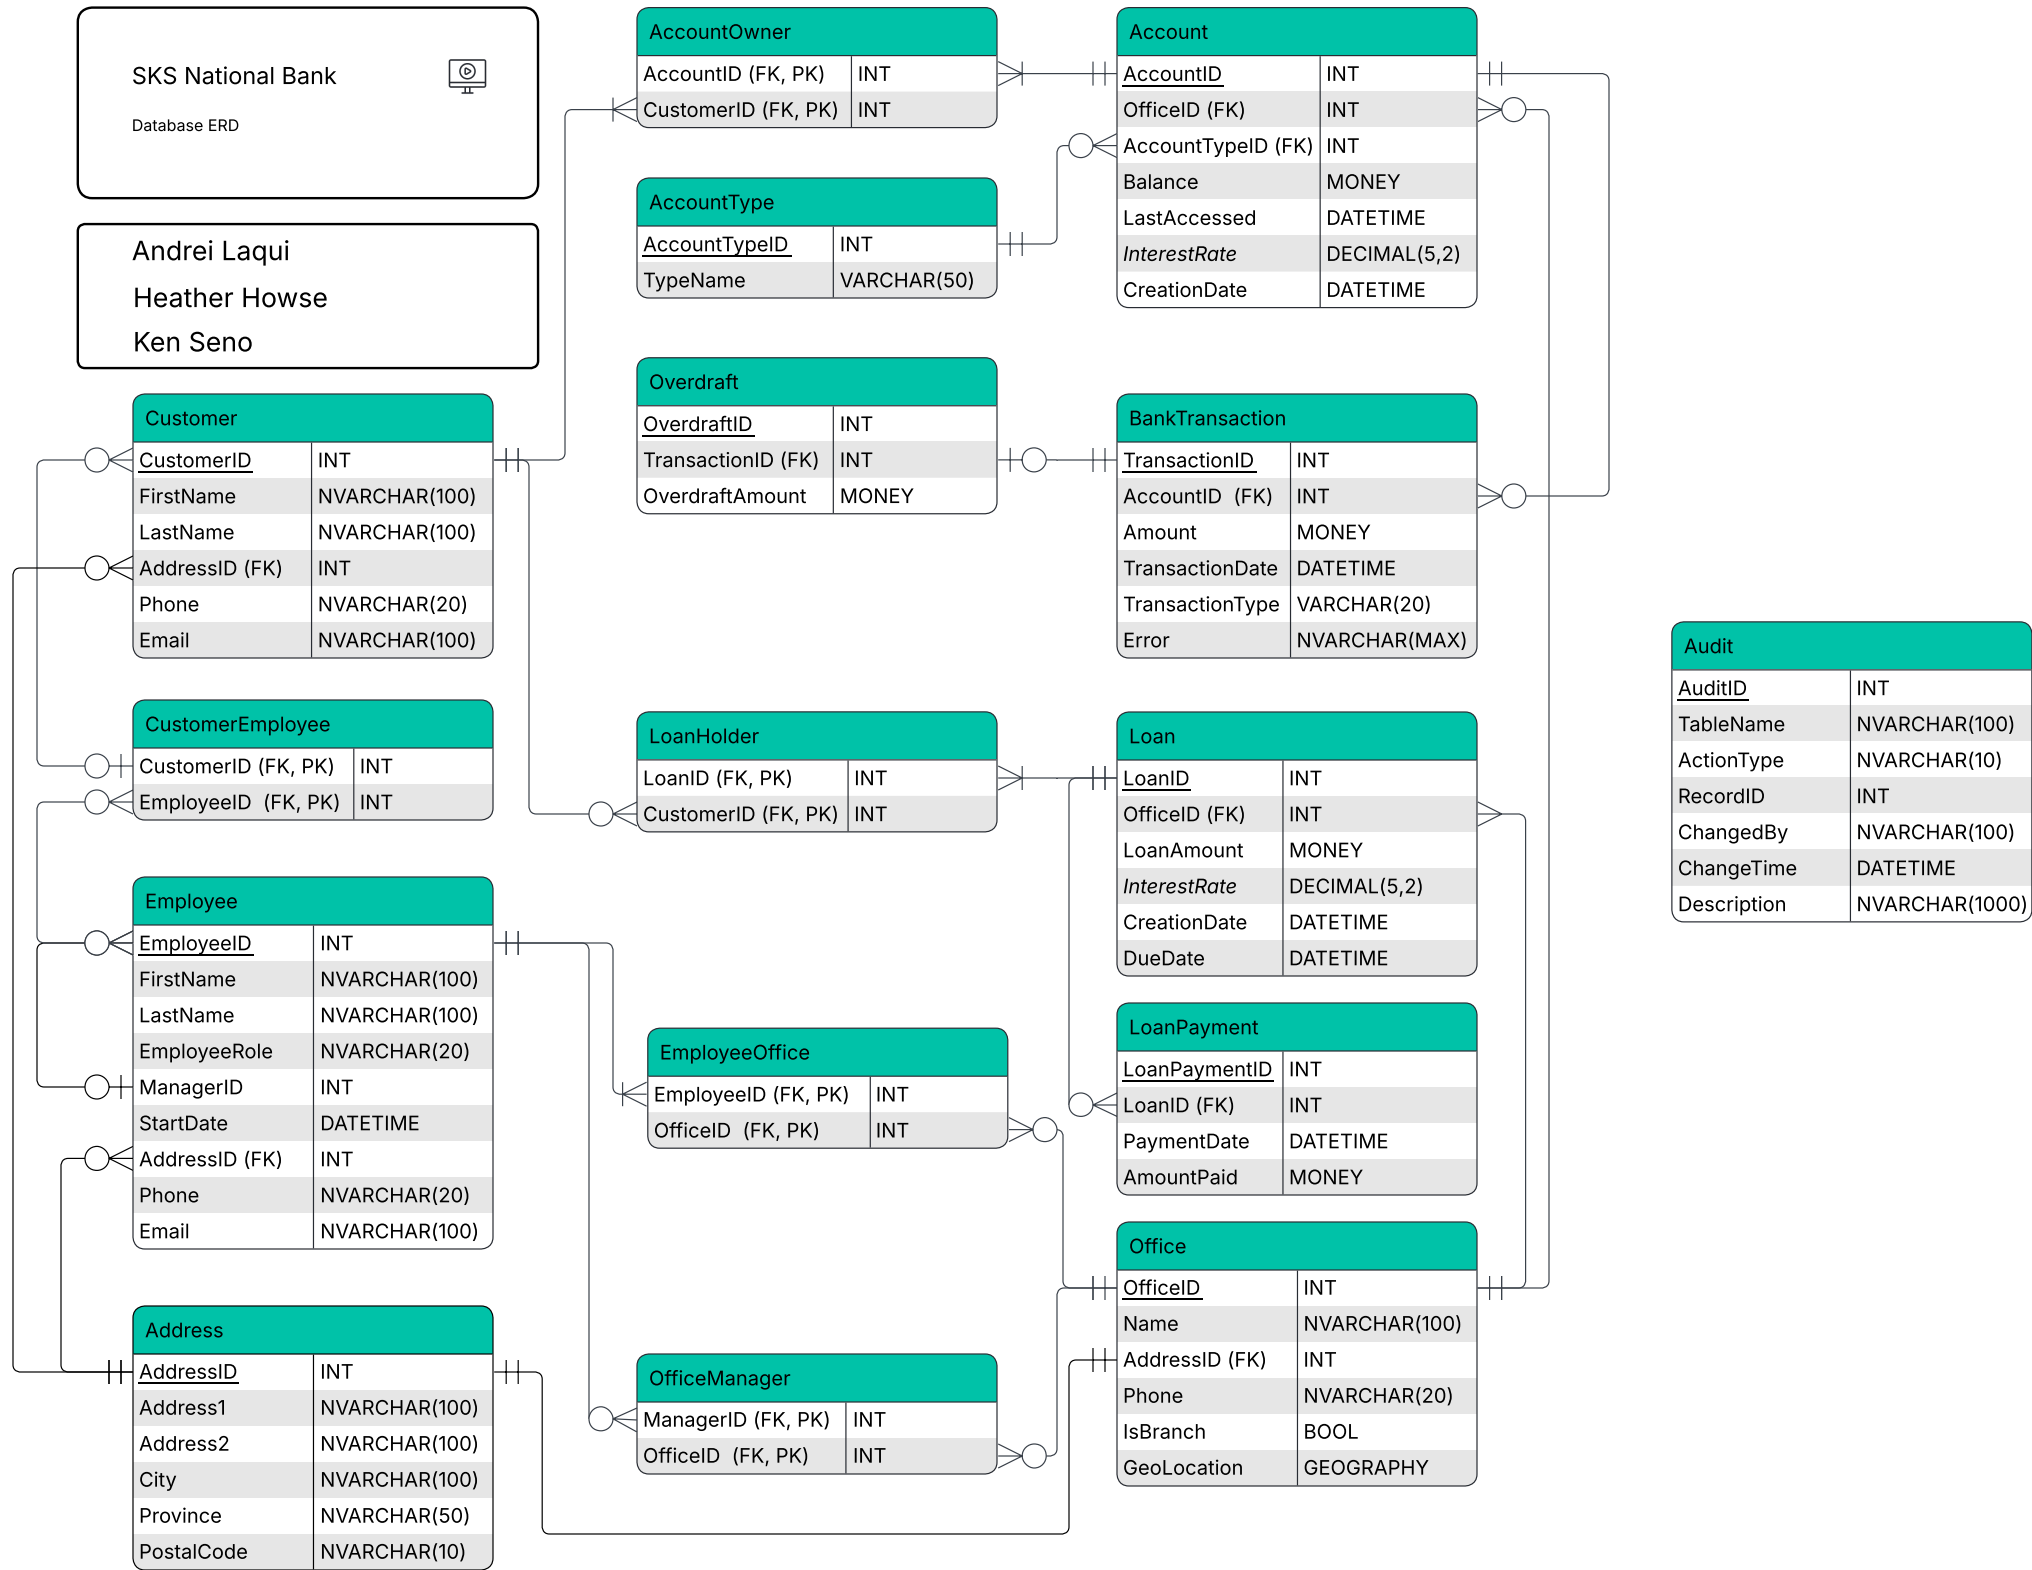 SKS National Bank
Database ERD
Andrei Laqui
Heather Howse
Ken Seno
AccountOwner
AccountID (FK, PK) INT
CustomerID (FK, PK) INT
Account
AccountID INT
OfficeID (FK) INT
AccountTypeID (FK) INT
Balance MONEY
LastAccessed DATETIME
InterestRate DECIMAL(5,2)
CreationDate DATETIME
AccountType
AccountTypeID INT
TypeName VARCHAR(50)
Overdraft
OverdraftID INT
TransactionID (FK) INT
OverdraftAmount MONEY
BankTransaction
TransactionID INT
AccountID (FK) INT
Amount MONEY
TransactionDate DATETIME
TransactionType VARCHAR(20)
Error NVARCHAR(MAX)
Customer
CustomerID INT
FirstName NVARCHAR(100)
LastName NVARCHAR(100)
AddressID (FK) INT
Phone NVARCHAR(20)
Email NVARCHAR(100)
Audit
AuditID INT
TableName NVARCHAR(100)
ActionType NVARCHAR(10)
RecordID INT
ChangedBy NVARCHAR(100)
ChangeTime DATETIME
Description NVARCHAR(1000)
CustomerEmployee
CustomerID (FK, PK) INT
EmployeeID (FK, PK) INT
LoanHolder
LoanID (FK, PK) INT
CustomerID (FK, PK) INT
Loan
LoanID INT
OfficeID (FK) INT
LoanAmount MONEY
InterestRate DECIMAL(5,2)
CreationDate DATETIME
DueDate DATETIME
Employee
EmployeeID INT
FirstName NVARCHAR(100)
LastName NVARCHAR(100)
EmployeeRole NVARCHAR(20)
ManagerID INT
StartDate DATETIME
AddressID (FK) INT
Phone NVARCHAR(20)
Email NVARCHAR(100)
EmployeeOffice
EmployeeID (FK, PK) INT
OfficeID (FK, PK) INT
LoanPayment
LoanPaymentID INT
LoanID (FK) INT
PaymentDate DATETIME
AmountPaid MONEY
Office
OfficeID INT
Name NVARCHAR(100)
AddressID (FK) INT
Phone NVARCHAR(20)
IsBranch BOOL
GeoLocation GEOGRAPHY
Address
AddressID INT
Address1 NVARCHAR(100)
Address2 NVARCHAR(100)
City NVARCHAR(100)
Province NVARCHAR(50)
PostalCode NVARCHAR(10)
OfficeManager
ManagerID (FK, PK) INT
OfficeID (FK, PK) INT